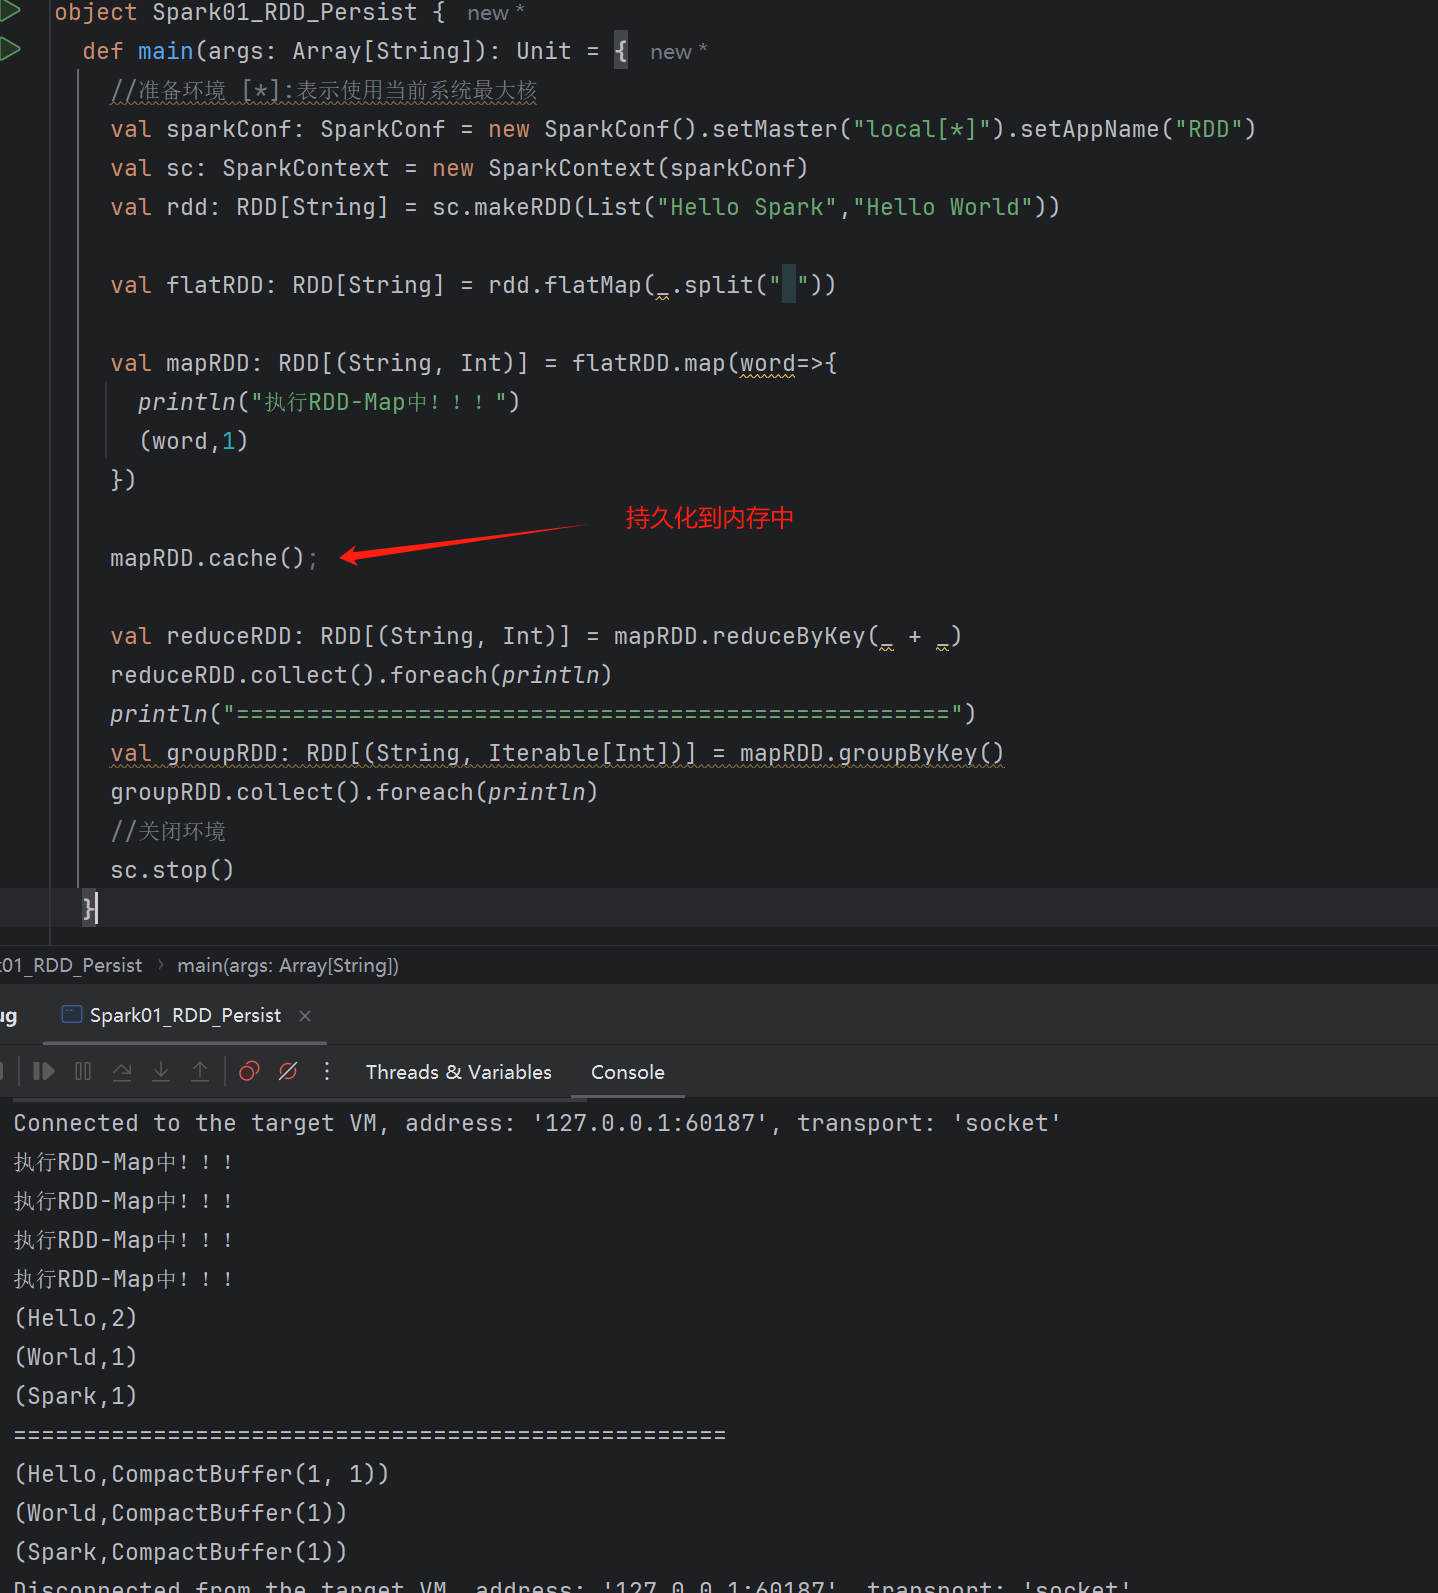 object Spark01_RDD_Persist { new *
def main(args: Array[String]): Unit = { new *
//准备环境 [*]:表示使用当前系统最大核
val sparkConf: SparkConf = new SparkConf().setMaster("local[*]").setAppName("RDD")
val sc: SparkContext = new SparkContext(sparkConf)
val rdd: RDD[String] = sc.makeRDD(List("Hello Spark","Hello World"))
val flatRDD: RDD[String] = rdd.flatMap(_.split(" "))
val mapRDD: RDD[(String, Int)] = flatRDD.map(word=>{
println("执行RDD-Map中！！！")
(word,1)
})
持久化到内存中
mapRDD.cache();
val reduceRDD: RDD[(String, Int)] = mapRDD.reduceByKey(_ + _)
reduceRDD.collect().foreach(println)
println("===================================================")
val groupRDD: RDD[(String, Iterable[Int])] = mapRDD.groupByKey()
groupRDD.collect().foreach(println)
//关闭环境
sc.stop()
}
01_RDD_Persist › main(args: Array[String])
ug Spark01_RDD_Persist ×
Threads & Variables Console
Connected to the target VM, address: '127.0.0.1:60187', transport: 'socket'
执行RDD-Map中！！！
执行RDD-Map中！！！
执行RDD-Map中！！！
执行RDD-Map中！！！
(Hello,2)
(World,1)
(Spark,1)
===================================================
(Hello,CompactBuffer(1, 1))
(World,CompactBuffer(1))
(Spark,CompactBuffer(1))
Disconnected from the target VM, address: '127.0.0.1:60187', transport: 'socket'